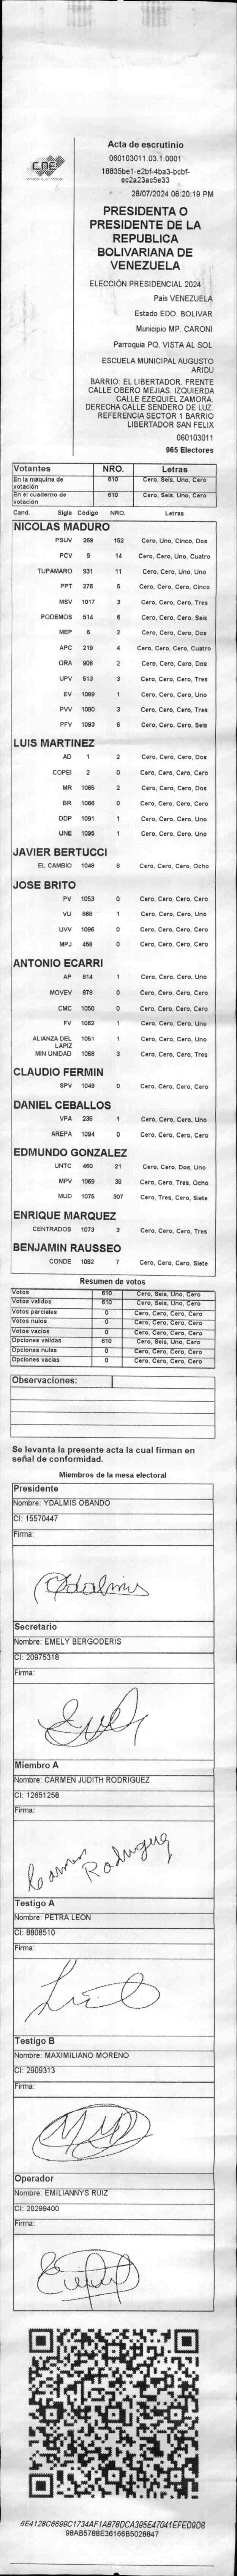 CNE
Acta de escrutinio
060103011.03.1.0001
18835be1-e2bf-4ba3-bcbf-
ec2a23ac5e33
28/07/2024 08:20:19 PM
PRESIDENTA O
PRESIDENTE DE LA
REPUBLICA
BOLIVARIANA DE
VENEZUELA
ELECCIÓN PRESIDENCIAL 2024
País VENEZUELA
Estado EDO. BOLIVAR
Municipio MP. CARONI
Parroquia PQ. VISTA AL SOL
ESCUELA MUNICIPAL AUGUSTO
ARIDU
BARRIO: EL LIBERTADOR. FRENTE
CALLE OBERO MEJIAS. IZQUIERDA
CALLE EZEQUIEL ZAMORA.
DERECHA CALLE SENDERO DE LUZ.
REFERENCIA SECTOR 1 BARRIO
LIBERTADOR SAN FELIX
060103011
965 Electores
Votantes NRO. Letras
En la máquina de votación 610 Cero, Seis, Uno, Cero
En el cuaderno de votación 610 Cero, Seis, Uno, Cero
Cand. Sigla Código NRO. Letras
NICOLAS MADURO
PSUV 269 152 Cero, Uno, Cinco, Dos
PCV 9 14 Cero, Cero, Uno, Cuatro
TUPAMARO 931 11 Cero, Cero, Uno, Uno
PPT 276 5 Cero, Cero, Cero, Cinco
MSV 1017 3 Cero, Cero, Cero, Tres
PODEMOS 514 6 Cero, Cero, Cero, Seis
MEP 6 2 Cero, Cero, Cero, Dos
APC 219 4 Cero, Cero, Cero, Cuatro
ORA 906 2 Cero, Cero, Cero, Dos
UPV 513 3 Cero, Cero, Cero, Tres
EV 1089 1 Cero, Cero, Cero, Uno
PVV 1090 3 Cero, Cero, Cero, Tres
PFV 1093 6 Cero, Cero, Cero, Seis
LUIS MARTINEZ
AD 1 2 Cero, Cero, Cero, Dos
COPEI 2 0 Cero, Cero, Cero, Cero
MR 1065 2 Cero, Cero, Cero, Dos
BR 1066 0 Cero, Cero, Cero, Cero
DDP 1091 1 Cero, Cero, Cero, Uno
UNE 1095 1 Cero, Cero, Cero, Uno
JAVIER BERTUCCI
EL CAMBIO 1048 8 Cero, Cero, Cero, Ocho
JOSE BRITO
PV 1053 0 Cero, Cero, Cero, Cero
VU 868 1 Cero, Cero, Cero, Uno
UVV 1096 0 Cero, Cero, Cero, Cero
MPJ 458 0 Cero, Cero, Cero, Cero
ANTONIO ECARRI
AP 814 1 Cero, Cero, Cero, Uno
MOVEV 979 0 Cero, Cero, Cero, Cero
CMC 1050 0 Cero, Cero, Cero, Cero
FV 1062 1 Cero, Cero, Cero, Uno
ALIANZA DEL LAPIZ 1051 1 Cero, Cero, Cero, Uno
MIN UNIDAD 1068 3 Cero, Cero, Cero, Tres
CLAUDIO FERMIN
SPV 1049 0 Cero, Cero, Cero, Cero
DANIEL CEBALLOS
VPA 236 1 Cero, Cero, Cero, Uno
AREPA 1094 0 Cero, Cero, Cero, Cero
EDMUNDO GONZALEZ
UNTC 460 21 Cero, Cero, Dos, Uno
MPV 1069 38 Cero, Cero, Tres, Ocho
MUD 1075 307 Cero, Tres, Cero, Siete
ENRIQUE MARQUEZ
CENTRADOS 1073 3 Cero, Cero, Cero, Tres
BENJAMIN RAUSSEO
CONDE 1092 7 Cero, Cero, Cero, Siete
Resumen de votos
Votos 610 Cero, Seis, Uno, Cero
Votos validos 610 Cero, Seis, Uno, Cero
Votos parciales 0 Cero, Cero, Cero, Cero
Votos nulos 0 Cero, Cero, Cero, Cero
Votos vacios 0 Cero, Cero, Cero, Cero
Opciones validas 610 Cero, Seis, Uno, Cero
Opciones nulas 0 Cero, Cero, Cero, Cero
Opciones vacias 0 Cero, Cero, Cero, Cero
Observaciones:
Se levanta la presente acta la cual firman en
señal de conformidad.
Miembros de la mesa electoral
Presidente
Nombre: YDALMIS OBANDO
CI: 15570447
Firma:
Secretario
Nombre: EMELY BERGODERIS
CI: 20975318
Firma:
Miembro A
Nombre: CARMEN JUDITH RODRIGUEZ
CI: 12651258
Firma:
Carmen Rodriguez
Testigo A
Nombre: PETRA LEON
CI: 8808510
Firma:
Testigo B
Nombre: MAXIMILIANO MORENO
CI: 2909313
Firma:
Operador
Nombre: EMILIANNYS RUIZ
CI: 20299400
Firma:
6E4128C8699C1734AF1A878DCA395E47041EFED9D8
98AB5788E36166B5028847